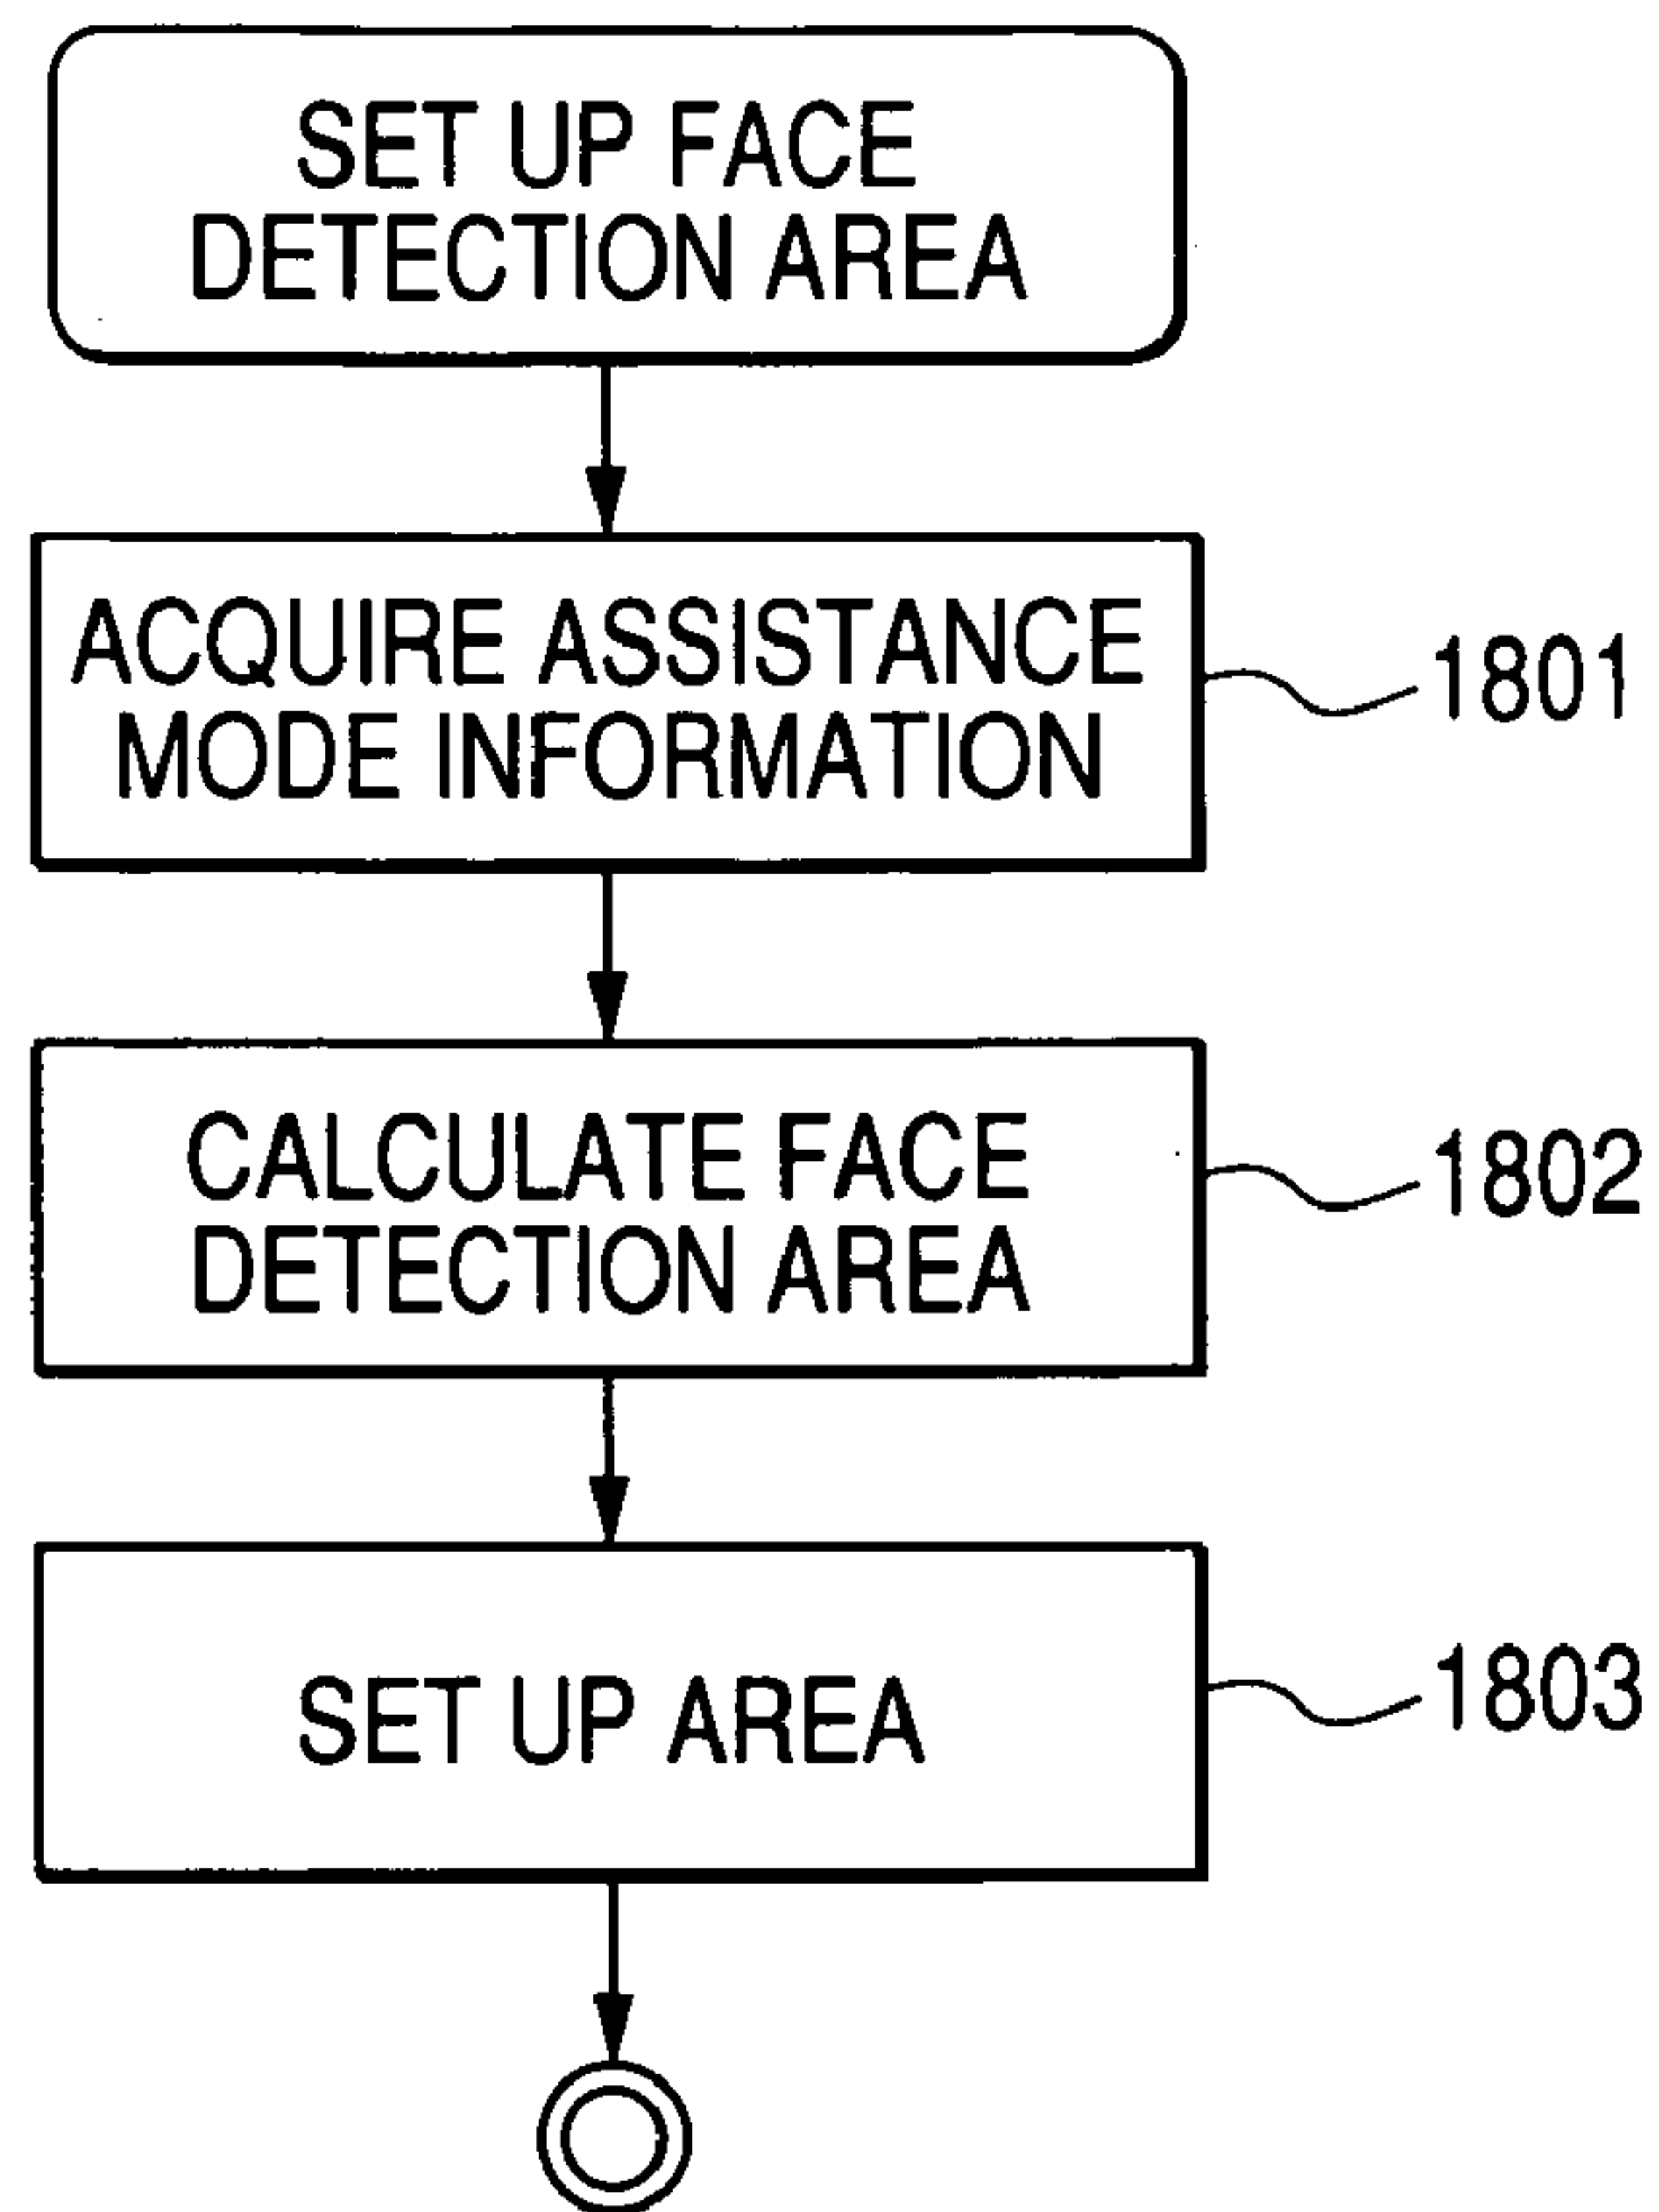 SET UP FACE
DETECTION AREA
ACQUIRE ASSISTANCE
MODE INFORMATION
1801
CALCULATE FACE
DETECTION AREA
1802
SET UP AREA
1803